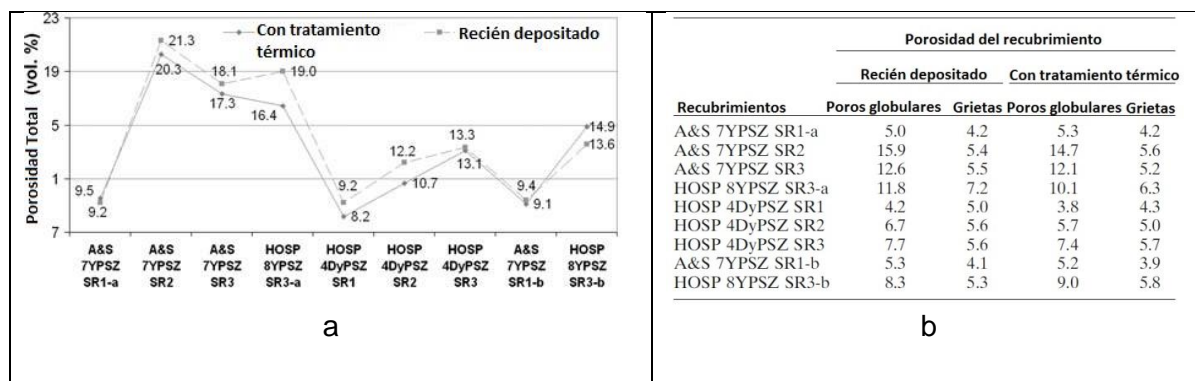 23
19
5
1
7
Porosidad Total (vol. %)
Con tratamiento térmico
Recién depositado
9.5
9.2
21.3
20.3
18.1
17.3
19.0
16.4
9.2
8.2
12.2
10.7
13.3
13.1
9.4
9.1
14.9
13.6
A&S 7YPSZ SR1-a
A&S 7YPSZ SR2
A&S 7YPSZ SR3
HOSP 8YPSZ SR3-a
HOSP 4DyPSZ SR1
HOSP 4DyPSZ SR2
HOSP 4DyPSZ SR3
A&S 7YPSZ SR1-b
HOSP 8YPSZ SR3-b
a
Porosidad del recubrimiento
Recién depositado Con tratamiento térmico
Recubrimientos Poros globulares Grietas Poros globulares Grietas
A&S 7YPSZ SR1-a 5.0 4.2 5.3 4.2
A&S 7YPSZ SR2 15.9 5.4 14.7 5.6
A&S 7YPSZ SR3 12.6 5.5 12.1 5.2
HOSP 8YPSZ SR3-a 11.8 7.2 10.1 6.3
HOSP 4DyPSZ SR1 4.2 5.0 3.8 4.3
HOSP 4DyPSZ SR2 6.7 5.6 5.7 5.0
HOSP 4DyPSZ SR3 7.7 5.6 7.4 5.7
A&S 7YPSZ SR1-b 5.3 4.1 5.2 3.9
HOSP 8YPSZ SR3-b 8.3 5.3 9.0 5.8
b